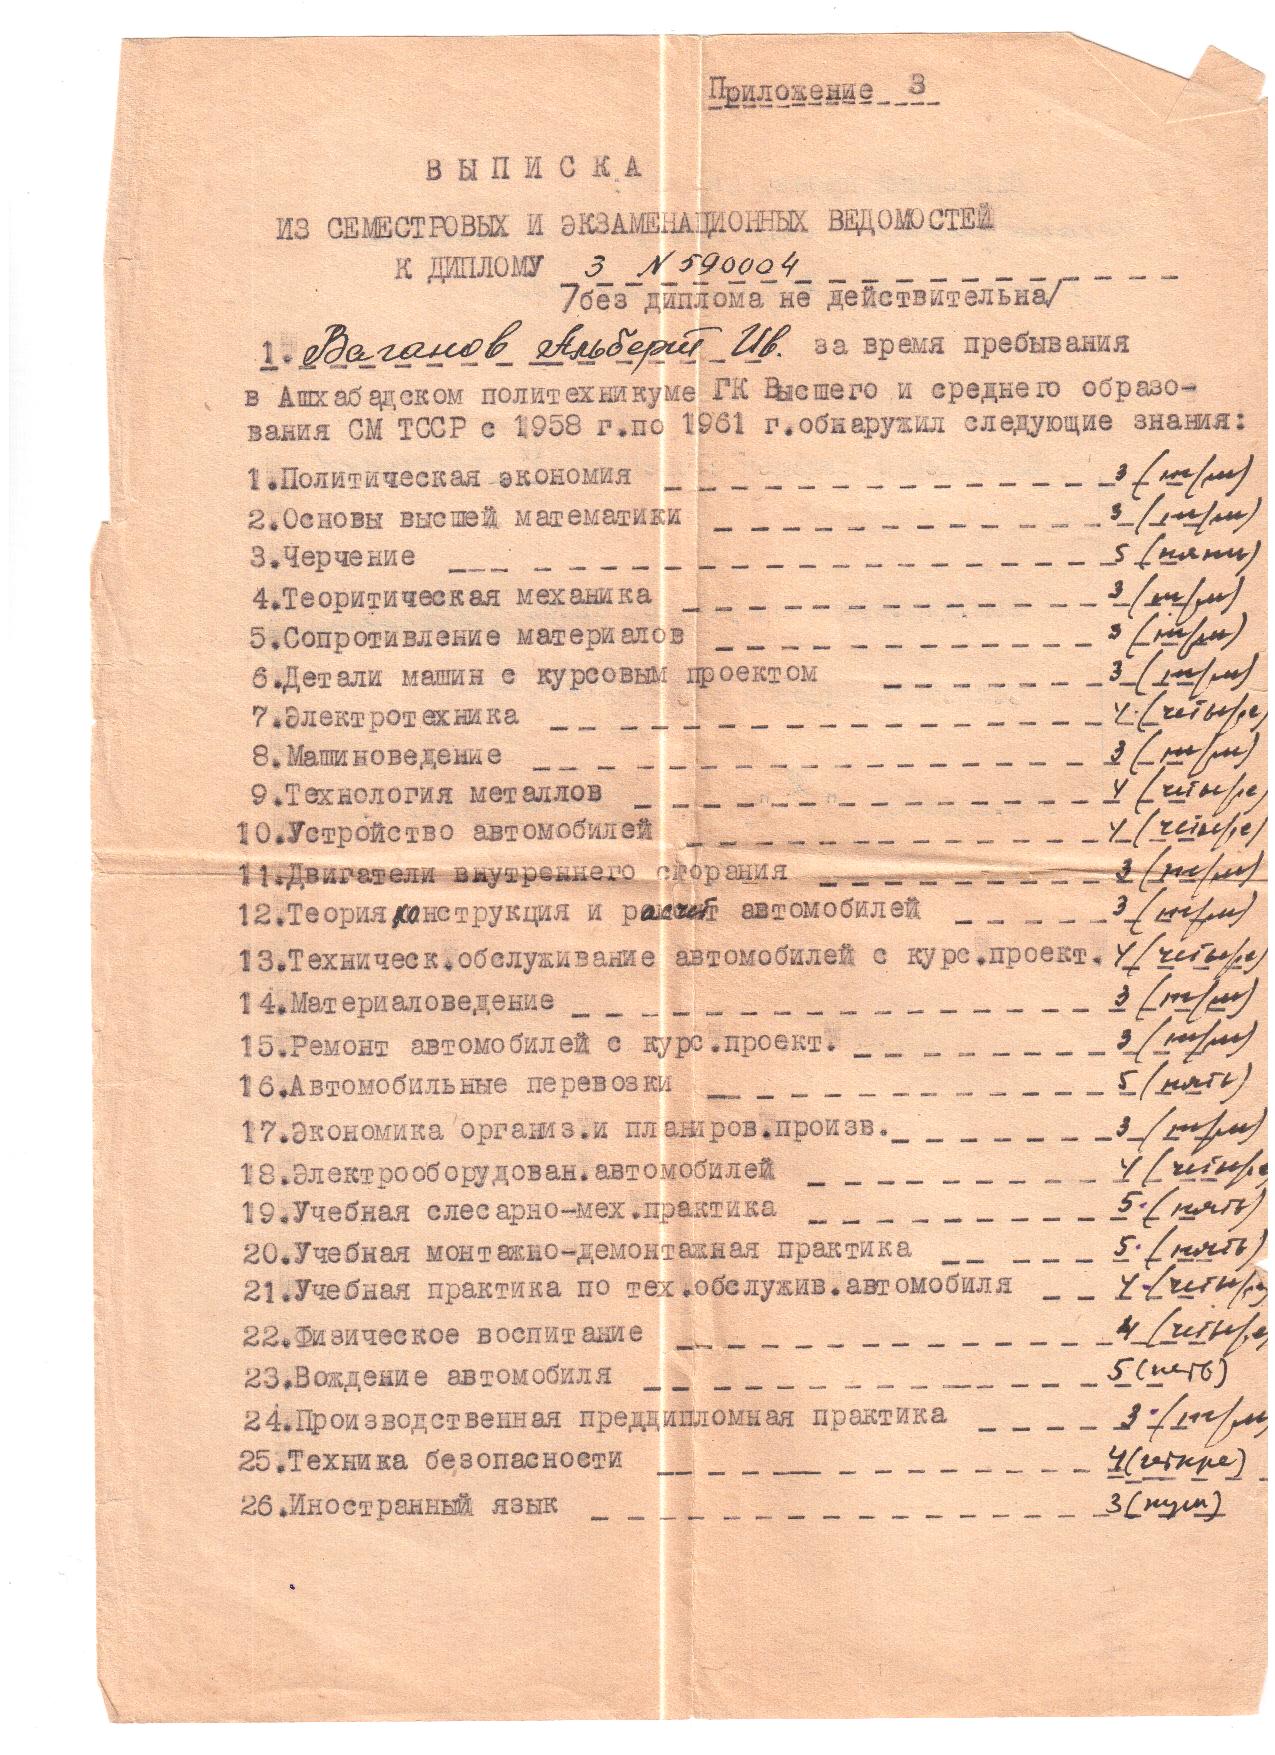 Приложение 3
ВЫПИСКА
ИЗ СЕМЕСТРОВЫХ И ЭКЗАМЕНАЦИОННЫХ ВЕДОМОСТЕЙ
К ДИПЛОМУ З N 590004
/без диплома не действительна/
1. Ваганов Альберт Ив. за время пребывания
в Ашхабадском политехникуме ГК Высшего и среднего образо-
вания СМ ТССР с 1958 г.по 1961 г.обнаружил следующие знания:
1.Политическая экономия 3 (три)
2.Основы высшей математики 3 (три)
3.Черчение 5 (пять)
4.Теоритическая механика 3 (три)
5.Сопротивление материалов 3 (три)
6.Детали машин с курсовым проектом 3 (три)
7.Электротехника 4 (четыре)
8.Машиноведение 3 (три)
9.Технология металлов 4 (четыре)
10.Устройство автомобилей 4 (четыре)
11.Двигатели внутреннего сгорания 3 (три)
12.Теория конструкция и расчет автомобилей 3 (три)
13.Техническ.обслуживание автомобилей с курс.проект. 4 (четыре)
14.Материаловедение 3 (три)
15.Ремонт автомобилей с курс.проект. 3 (три)
16.Автомобильные перевозки 5 (пять)
17.Экономика организ.и планиров.произв. 3 (три)
18.Электрооборудован.автомобилей 4 (четыре)
19.Учебная слесарно-мех.практика 5 (пять)
20.Учебная монтажно-демонтажная практика 5 (пять)
21.Учебная практика по тех.обслужив.автомобиля 4 (четыре)
22.Физическое воспитание 4 (четыре)
23.Вождение автомобиля 5 (пять)
24.Производственная преддипломная практика 3 (три)
25.Техника безопасности 4 (четыре)
26.Иностранный язык 3